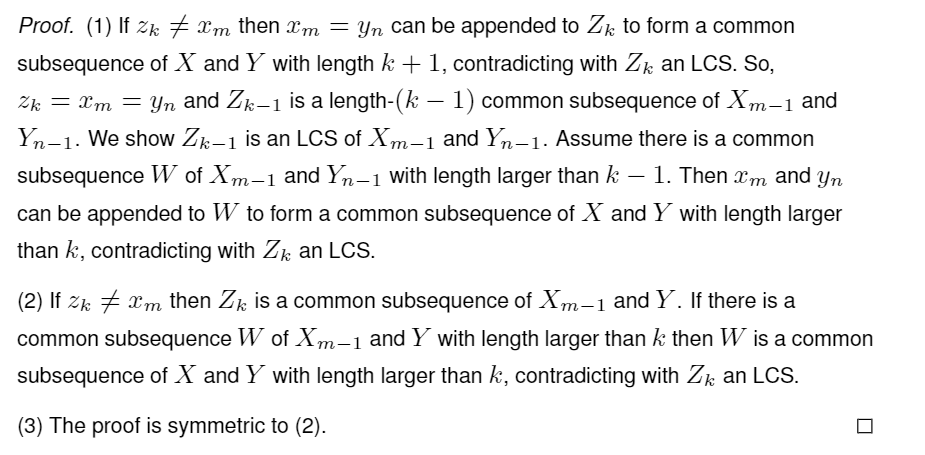 Proof. (1) If z_k ≠ x_m then x_m = y_n can be appended to Z_k to form a common
subsequence of X and Y with length k + 1, contradicting with Z_k an LCS. So,
z_k = x_m = y_n and Z_{k−1} is a length-(k − 1) common subsequence of X_{m−1} and
Y_{n−1}. We show Z_{k−1} is an LCS of X_{m−1} and Y_{n−1}. Assume there is a common
subsequence W of X_{m−1} and Y_{n−1} with length larger than k − 1. Then x_m and y_n
can be appended to W to form a common subsequence of X and Y with length larger
than k, contradicting with Z_k an LCS.
(2) If z_k ≠ x_m then Z_k is a common subsequence of X_{m−1} and Y. If there is a
common subsequence W of X_{m−1} and Y with length larger than k then W is a common
subsequence of X and Y with length larger than k, contradicting with Z_k an LCS.
(3) The proof is symmetric to (2). □